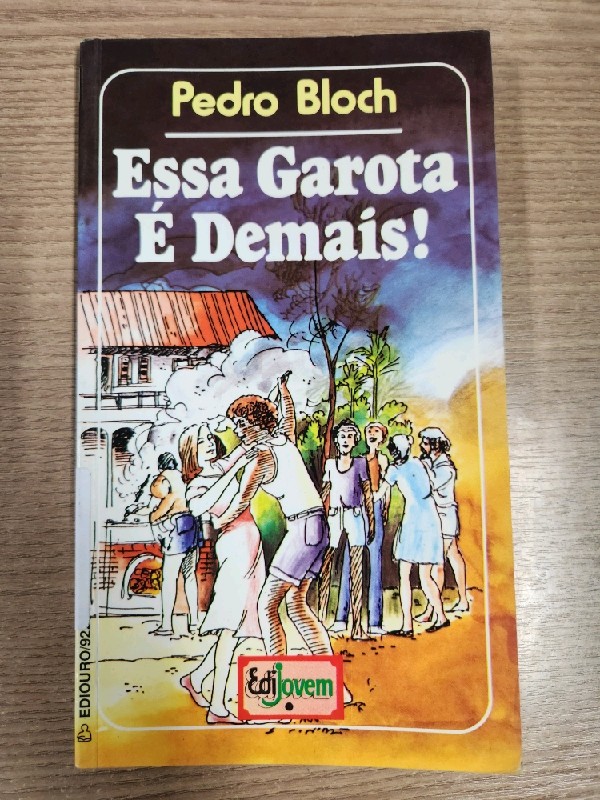 Pedro Bloch
Essa Garota
É Demais!
EdiJovem
EDIOURO/92.